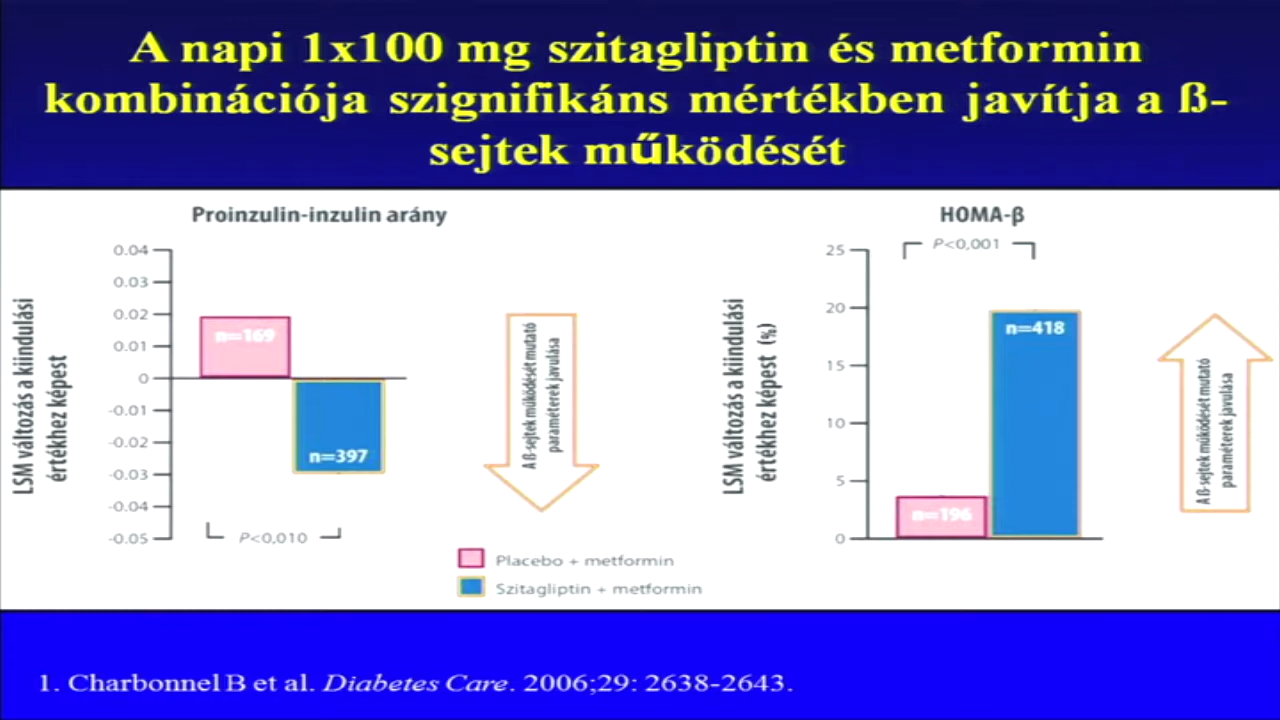 A napi 1x100 mg szitagliptin és metformin
kombinációja szignifikáns mértékben javítja a ß-
sejtek működését
Proinzulin-inzulin arány
LSM változás a kiindulási
értékhez képest
0.04
0.03
0.02
0.01
0
-0.01
-0.02
-0.03
-0.04
-0.05
n=169
n=397
P<0,010
A ß-sejtek működését mutató
paraméterek javulása
Placebo + metformin
Szitagliptin + metformin
HOMA-β
LSM változás a kiindulási
értékhez képest (%)
25
20
15
10
5
0
P<0,001
n=196
n=418
A ß-sejtek működését mutató
paraméterek javulása
1. Charbonnel B et al. Diabetes Care. 2006;29: 2638-2643.